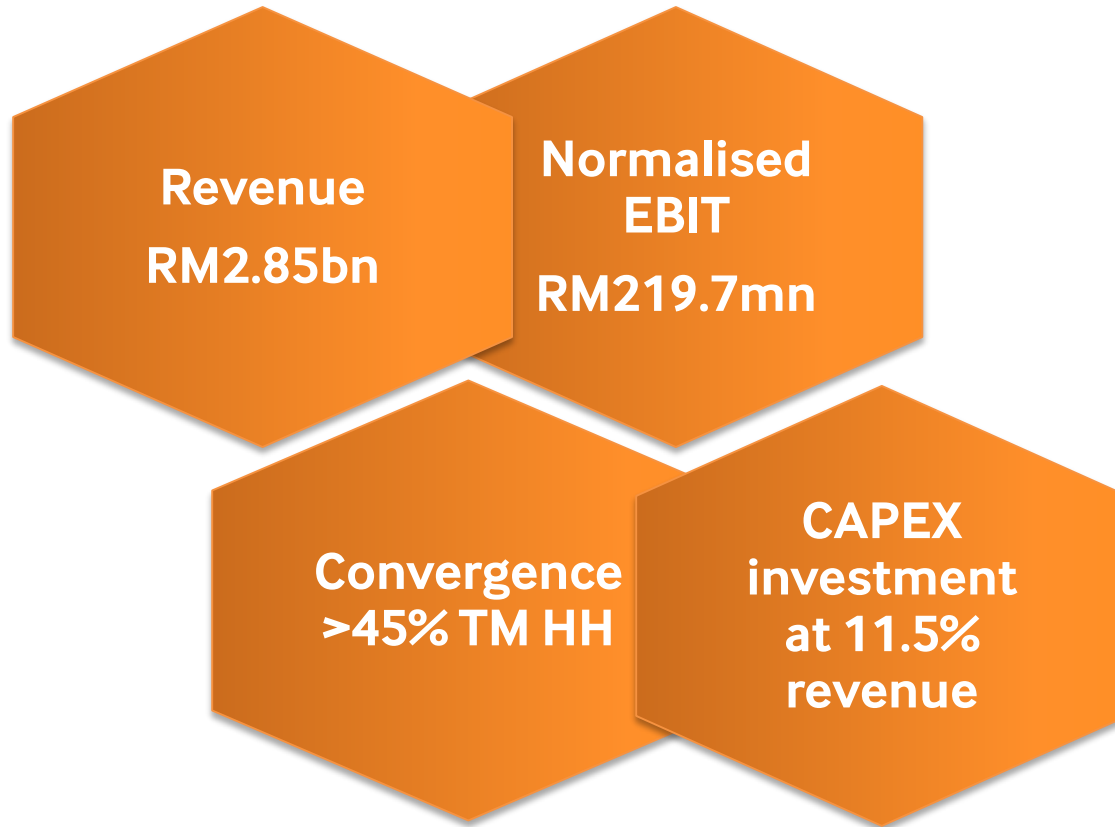 Revenue
RM2.85bn
Normalised
EBIT
RM219.7mn
Convergence
>45% TM HH
CAPEX
investment
at 11.5%
revenue